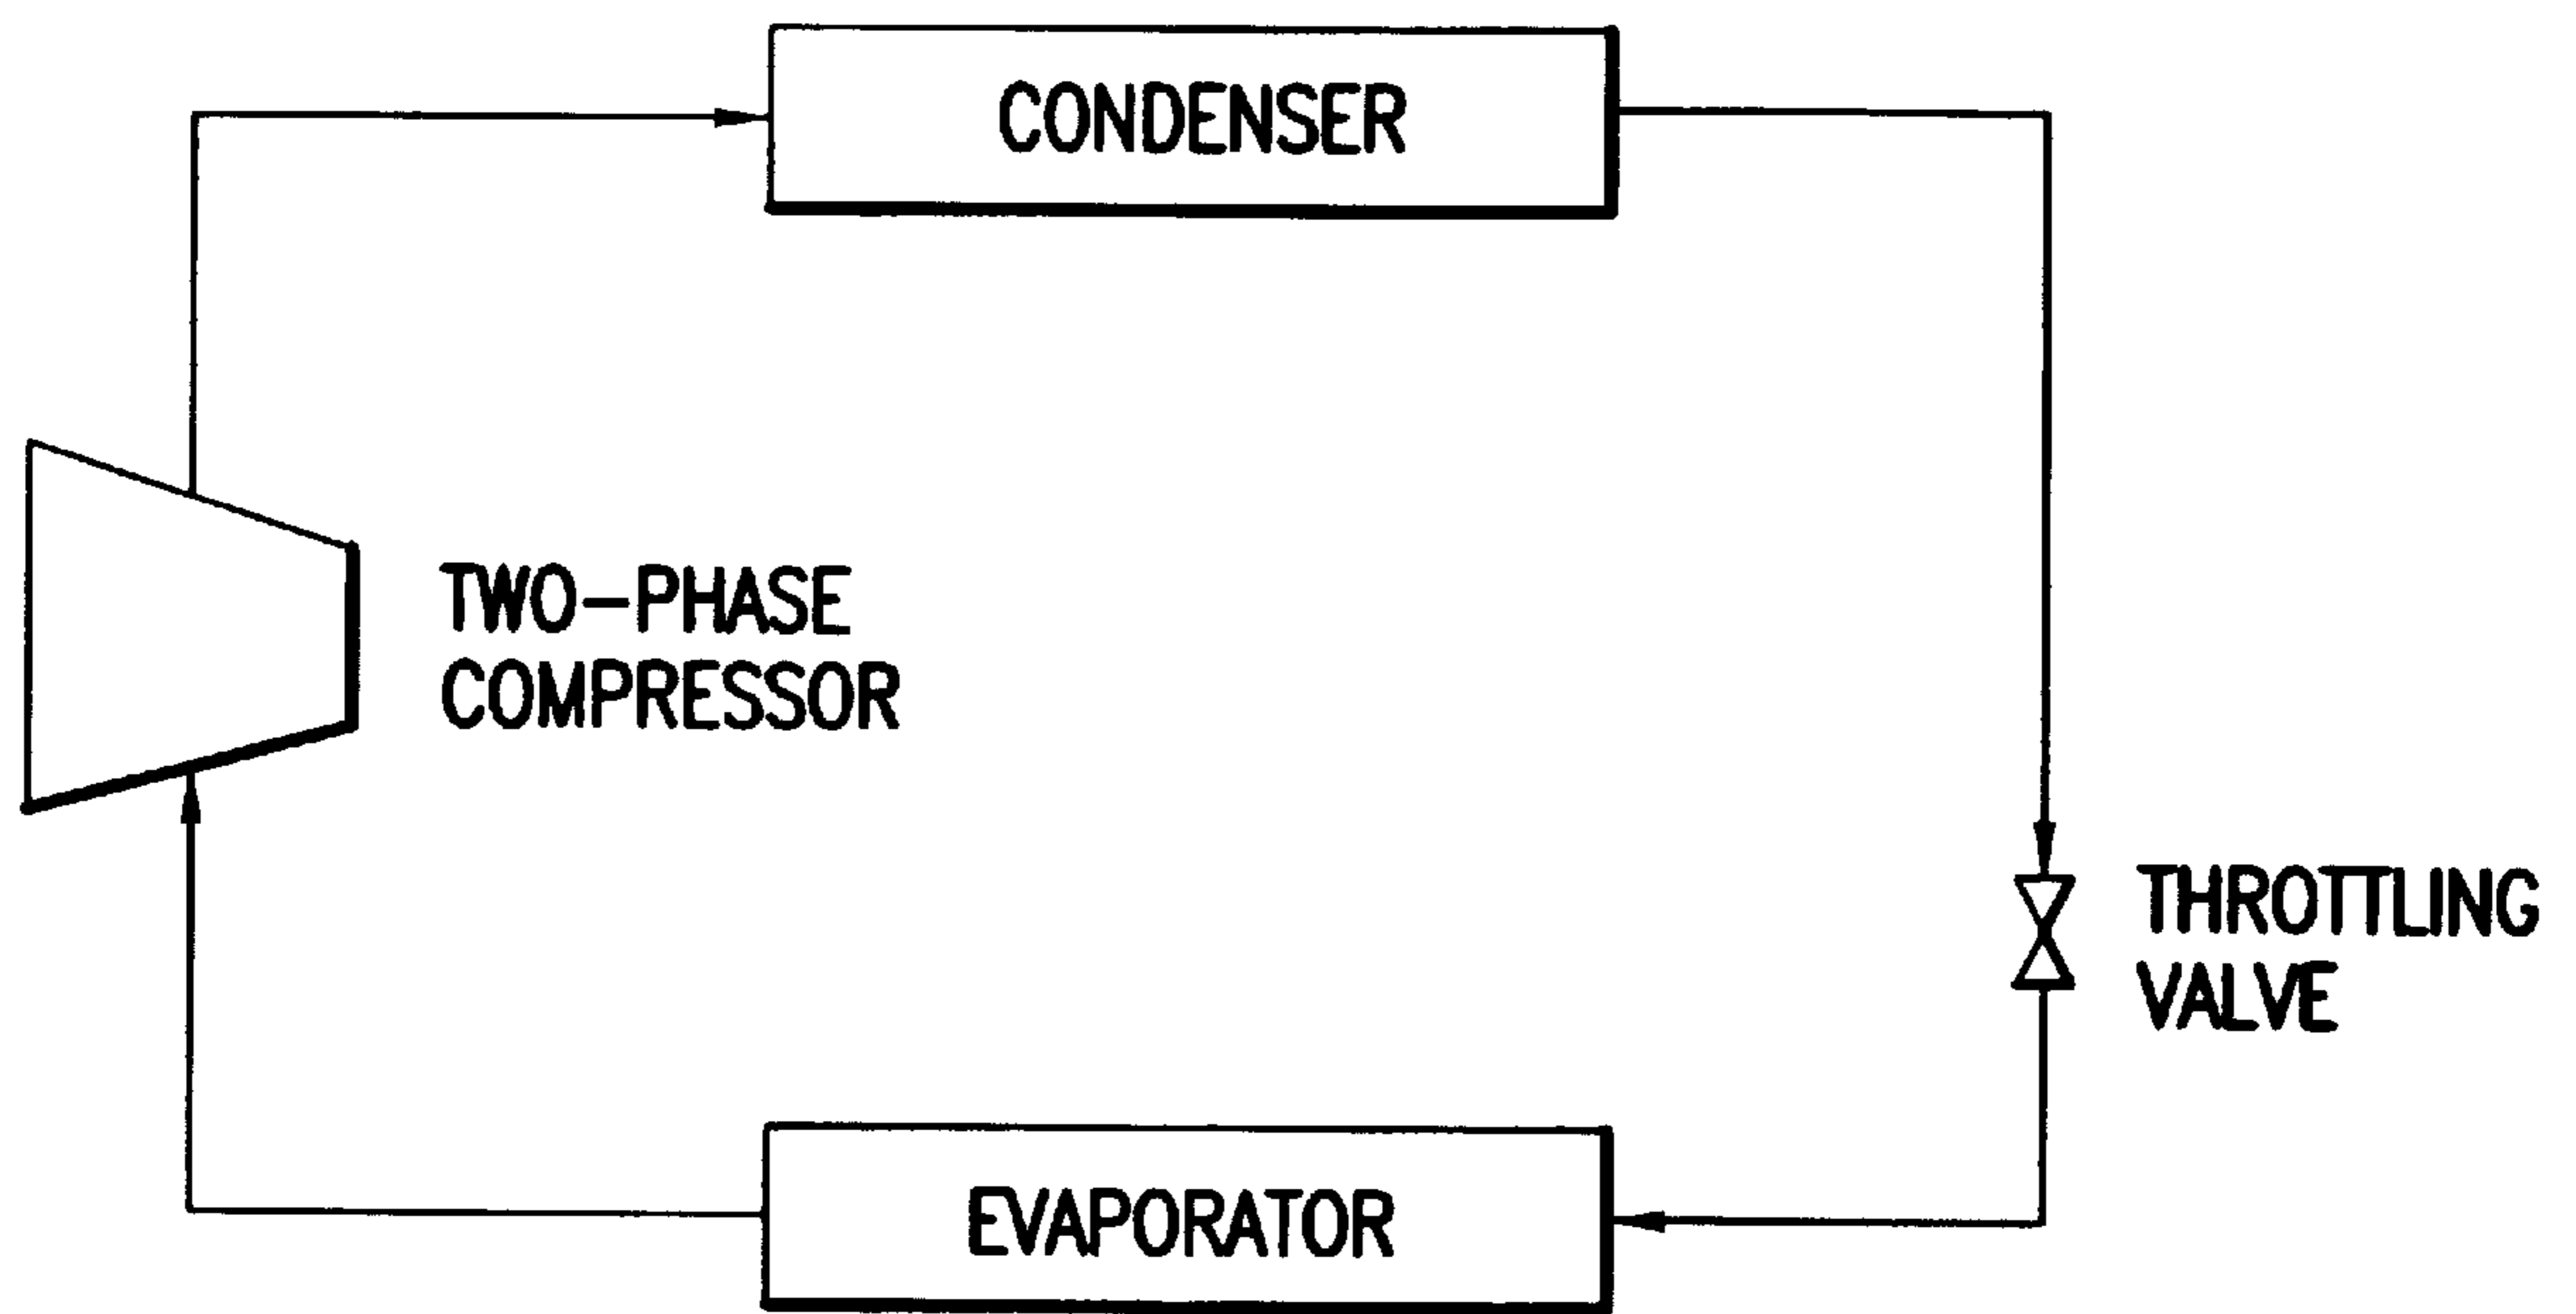 CONDENSER
TWO-PHASE
COMPRESSOR
THROTTLING
VALVE
EVAPORATOR